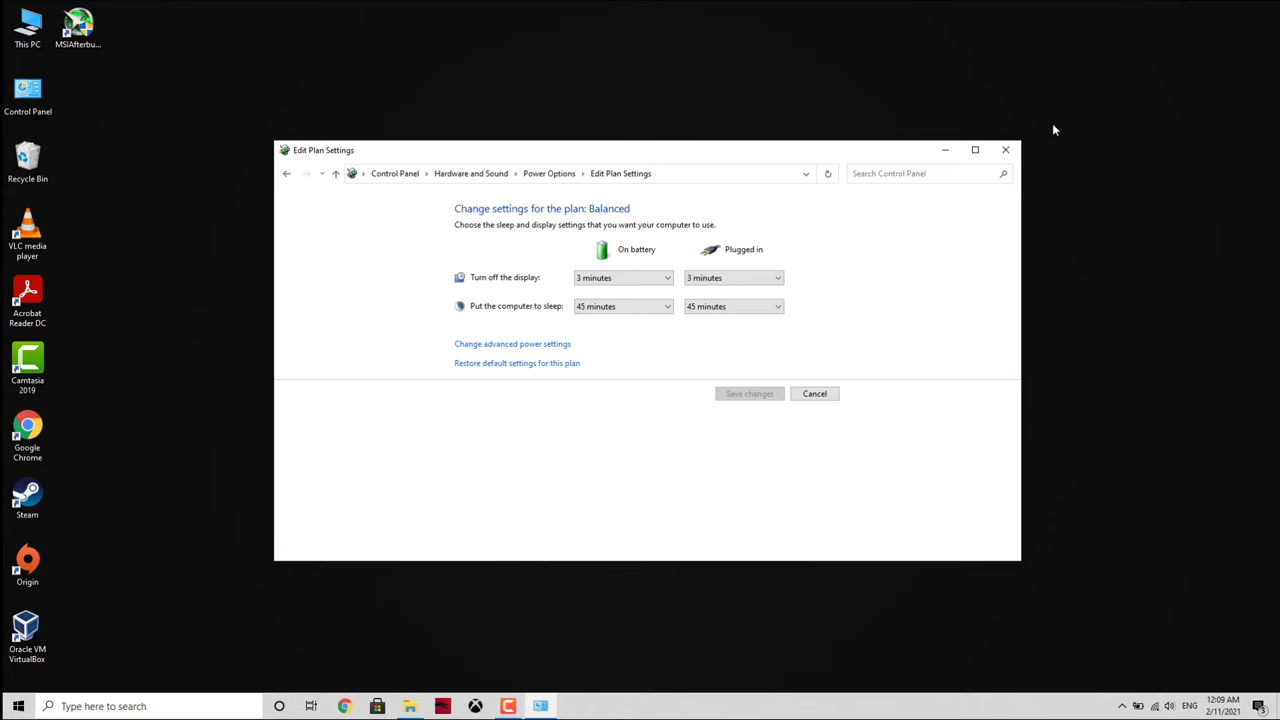 This PC
MSIAfterbu...
Control Panel
Recycle Bin
VLC media
player
Acrobat
Reader DC
Camtasia
2019
Google
Chrome
Steam
Origin
Oracle VM
VirtualBox
Edit Plan Settings
Control Panel > Hardware and Sound > Power Options > Edit Plan Settings
Search Control Panel
Change settings for the plan: Balanced
Choose the sleep and display settings that you want your computer to use.
On battery
Plugged in
Turn off the display:
3 minutes
3 minutes
Put the computer to sleep:
45 minutes
45 minutes
Change advanced power settings
Restore default settings for this plan
Save changes
Cancel
Type here to search
ENG
12:09 AM
2/11/2021
3